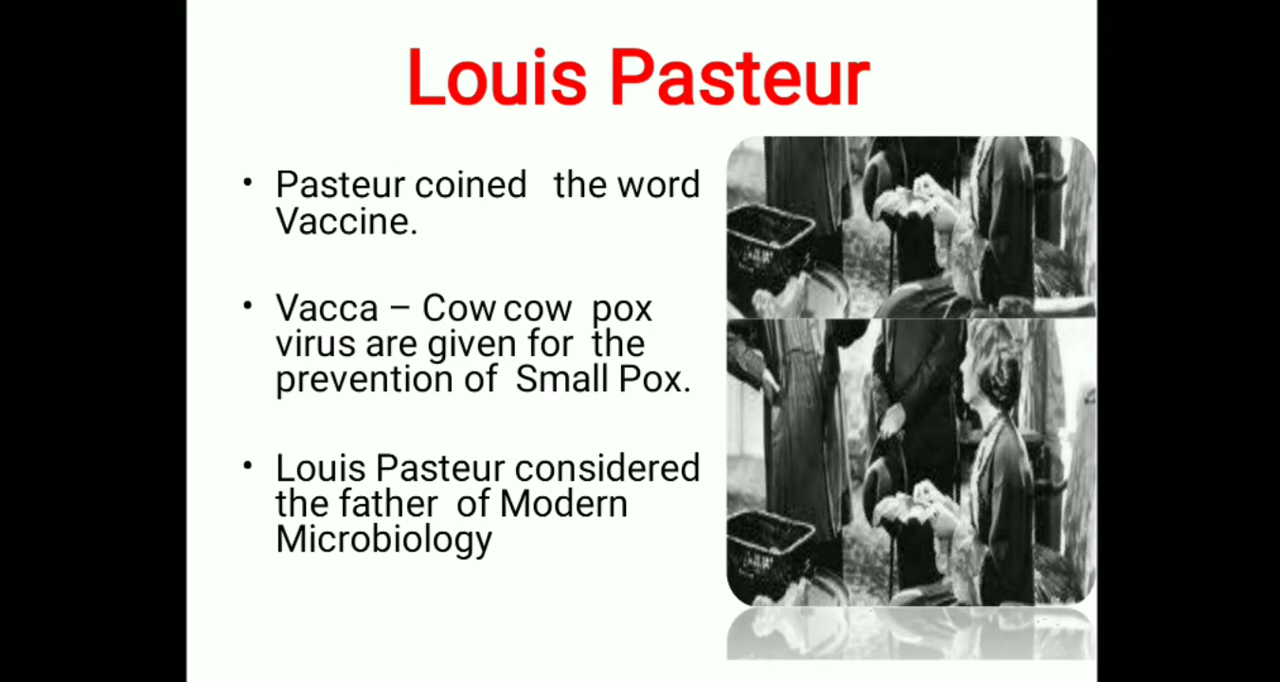 Louis Pasteur
• Pasteur coined the word
Vaccine.
• Vacca – Cow cow pox
virus are given for the
prevention of Small Pox.
• Louis Pasteur considered
the father of Modern
Microbiology